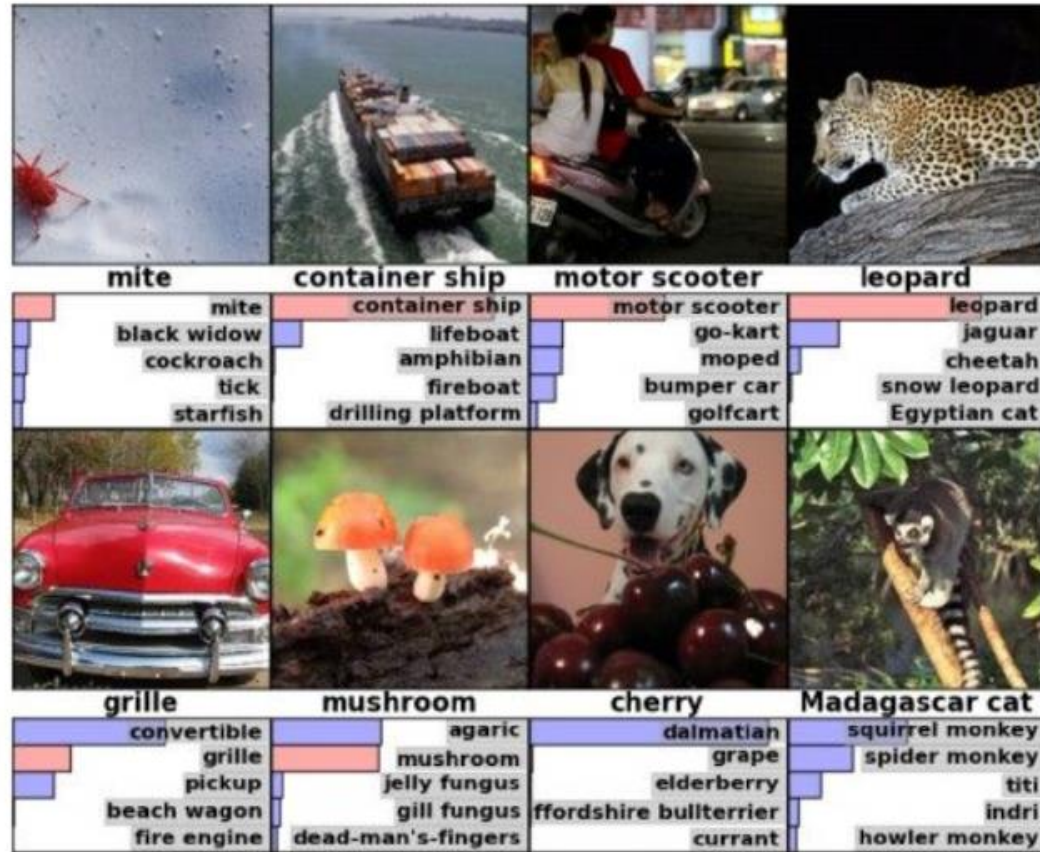 mite
container ship
motor scooter
leopard
mite
black widow
cockroach
tick
starfish
container ship
lifeboat
amphibian
fireboat
drilling platform
motor scooter
go-kart
moped
bumper car
golfcart
leopard
jaguar
cheetah
snow leopard
Egyptian cat
grille
mushroom
cherry
Madagascar cat
convertible
grille
pickup
beach wagon
fire engine
agaric
mushroom
jelly fungus
gill fungus
dead-man's-fingers
dalmatian
grape
elderberry
ffordshire bullterrier
currant
squirrel monkey
spider monkey
titi
indri
howler monkey